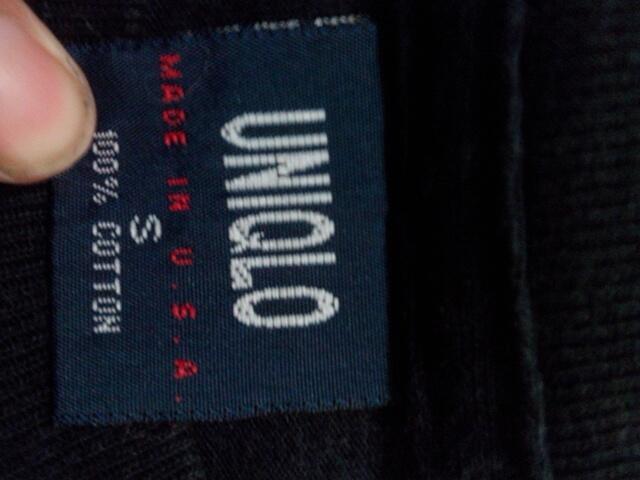 UNIQLO
MADE IN U.S.A.
S
100% COTTON